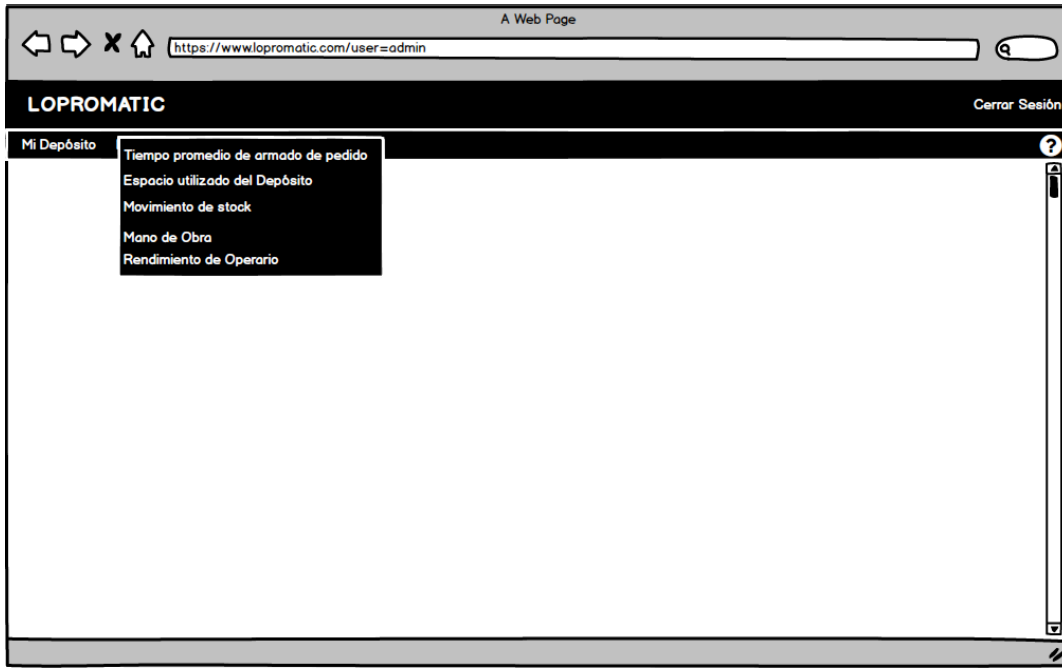 A Web Page
https://www.lopromatic.com/user=admin
LOPROMATIC
Cerrar Sesión
Mi Depósito
?
Tiempo promedio de armado de pedido
Espacio utilizado del Depósito
Movimiento de stock
Mano de Obra
Rendimiento de Operario